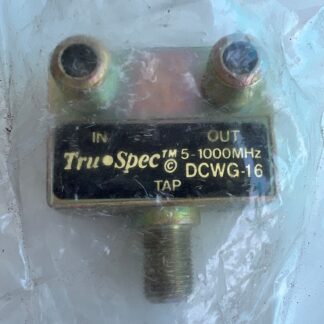 IN OUT
Tru•Spec™ © 5-1000MHz
DCWG-16
TAP